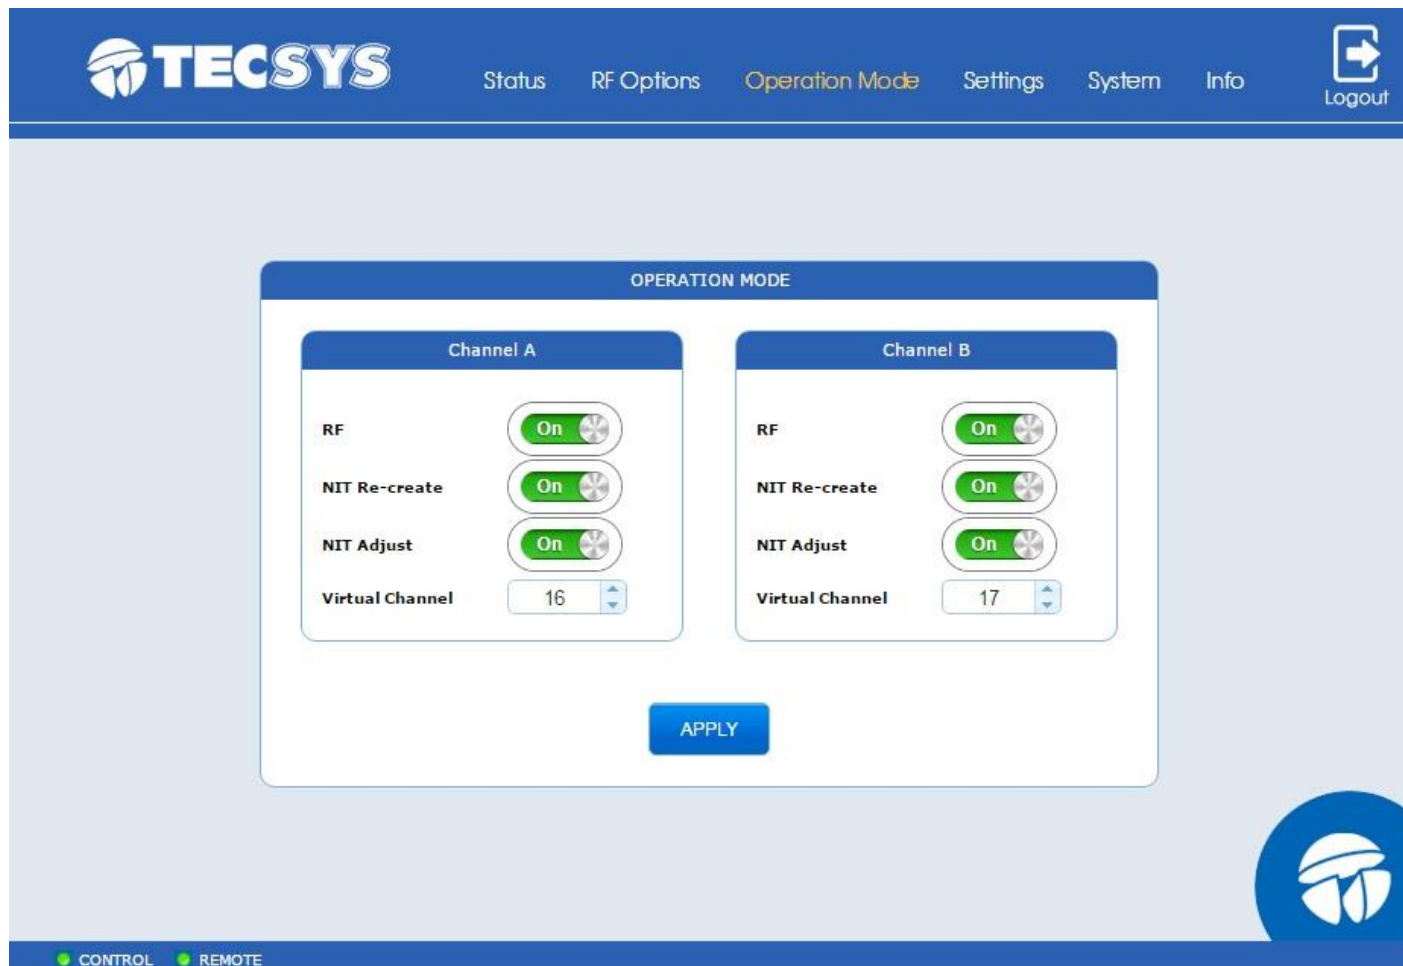 TECSYS
Status RF Options Operation Mode Settings System Info Logout
OPERATION MODE
Channel A
RF On
NIT Re-create On
NIT Adjust On
Virtual Channel 16
Channel B
RF On
NIT Re-create On
NIT Adjust On
Virtual Channel 17
APPLY
CONTROL REMOTE